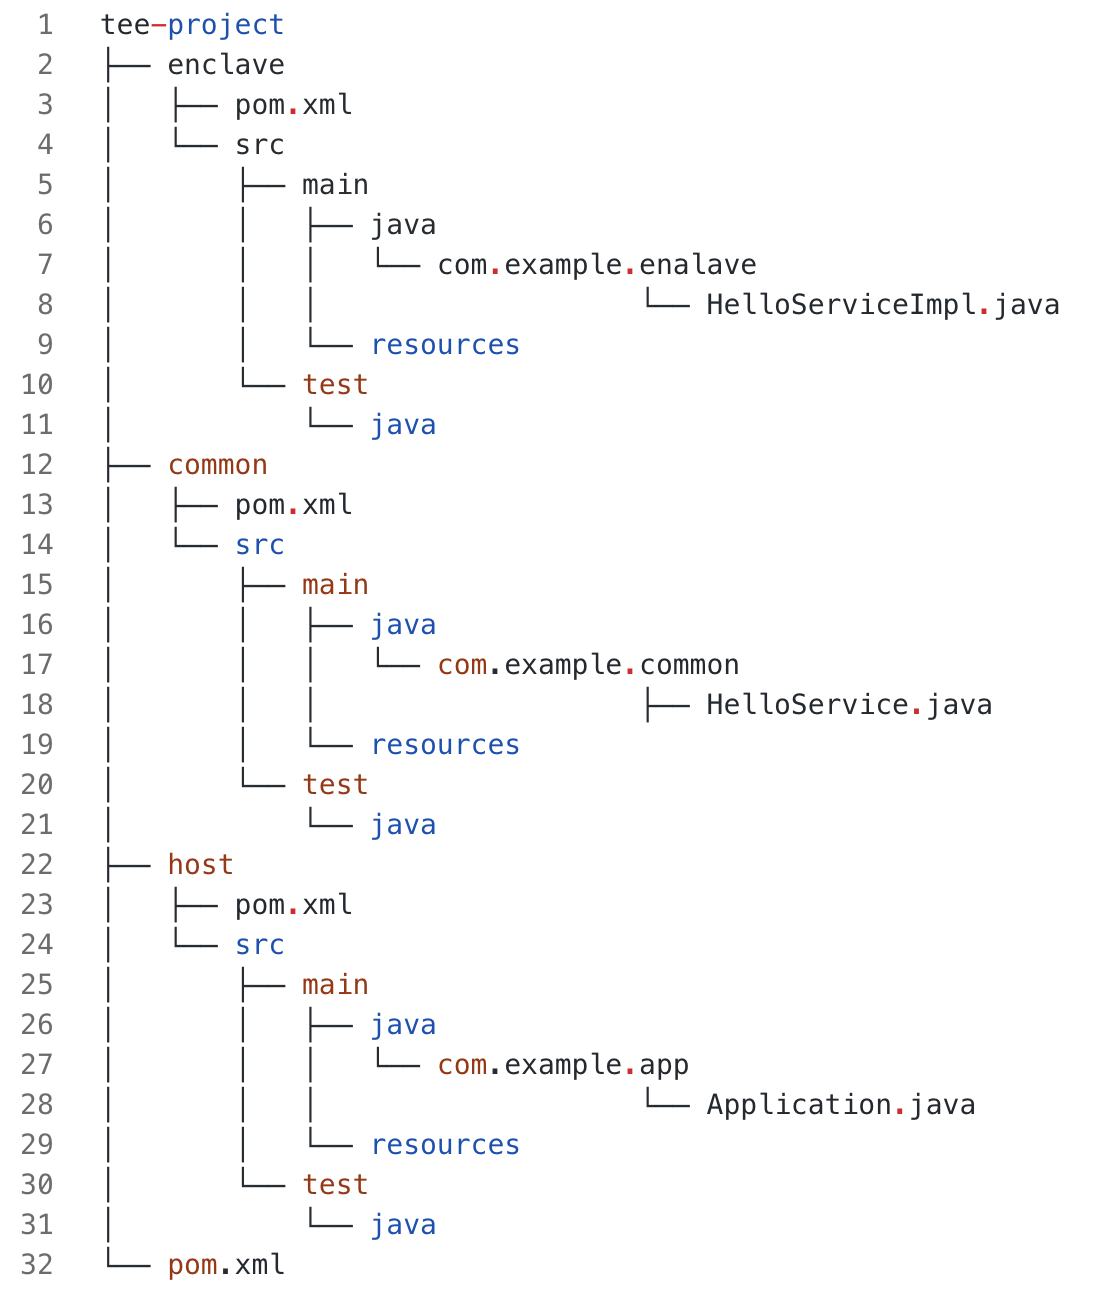 1 tee-project
2 ├── enclave
3 │   ├── pom.xml
4 │   └── src
5 │       ├── main
6 │       │   ├── java
7 │       │   │   └── com.example.enalave
8 │       │   │                   └── HelloServiceImpl.java
9 │       │   └── resources
10 │       └── test
11 │           └── java
12 ├── common
13 │   ├── pom.xml
14 │   └── src
15 │       ├── main
16 │       │   ├── java
17 │       │   │   └── com.example.common
18 │       │   │                   ├── HelloService.java
19 │       │   └── resources
20 │       └── test
21 │           └── java
22 ├── host
23 │   ├── pom.xml
24 │   └── src
25 │       ├── main
26 │       │   ├── java
27 │       │   │   └── com.example.app
28 │       │   │                   └── Application.java
29 │       │   └── resources
30 │       └── test
31 │           └── java
32 └── pom.xml